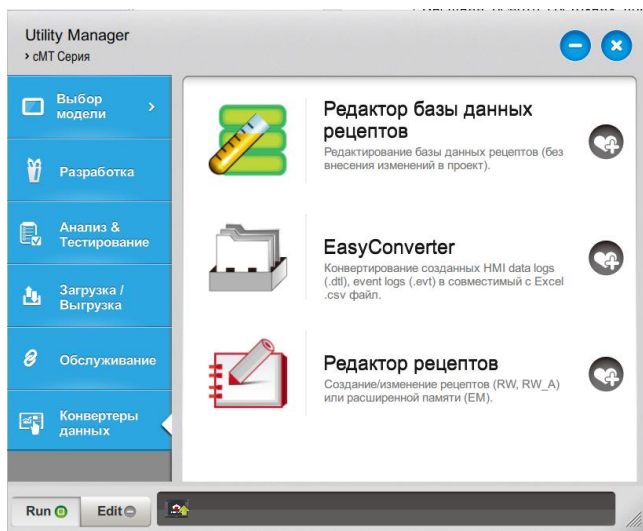 Utility Manager
› cMT Серия
Выбор
модели ›
Разработка
Анализ &
Тестирование
Загрузка /
Выгрузка
Обслуживание
Конвертеры
данных
Редактор базы данных
рецептов
Редактирование базы данных рецептов (без
внесения изменений в проект).
EasyConverter
Конвертирование созданных HMI data logs
(.dtl), event logs (.evt) в совместимый с Excel
.csv файл.
Редактор рецептов
Создание/изменение рецептов (RW, RW_A)
или расширенной памяти (EM).
Run
Edit